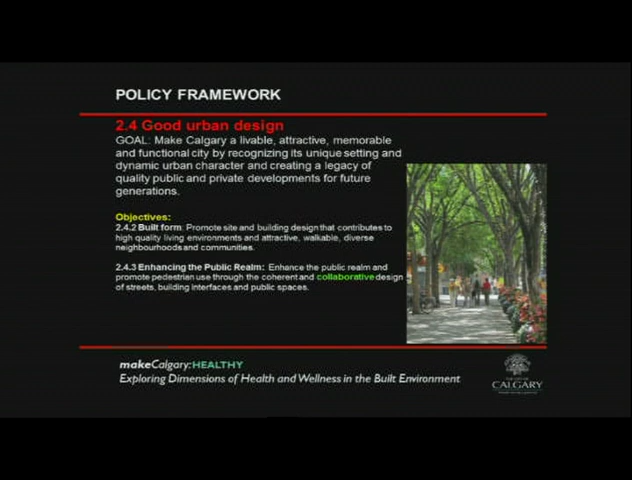 POLICY FRAMEWORK
2.4 Good urban design
GOAL: Make Calgary a livable, attractive, memorable
and functional city by recognizing its unique setting and
dynamic urban character and creating a legacy of
quality public and private developments for future
generations.
Objectives:
2.4.2 Built form: Promote site and building design that contributes to
high quality living environments and attractive, walkable, diverse
neighbourhoods and communities.
2.4.3 Enhancing the Public Realm: Enhance the public realm and
promote pedestrian use through the coherent and collaborative design
of streets, building interfaces and public spaces.
makeCalgary:HEALTHY
Exploring Dimensions of Health and Wellness in the Built Environment
THE CITY OF
CALGARY